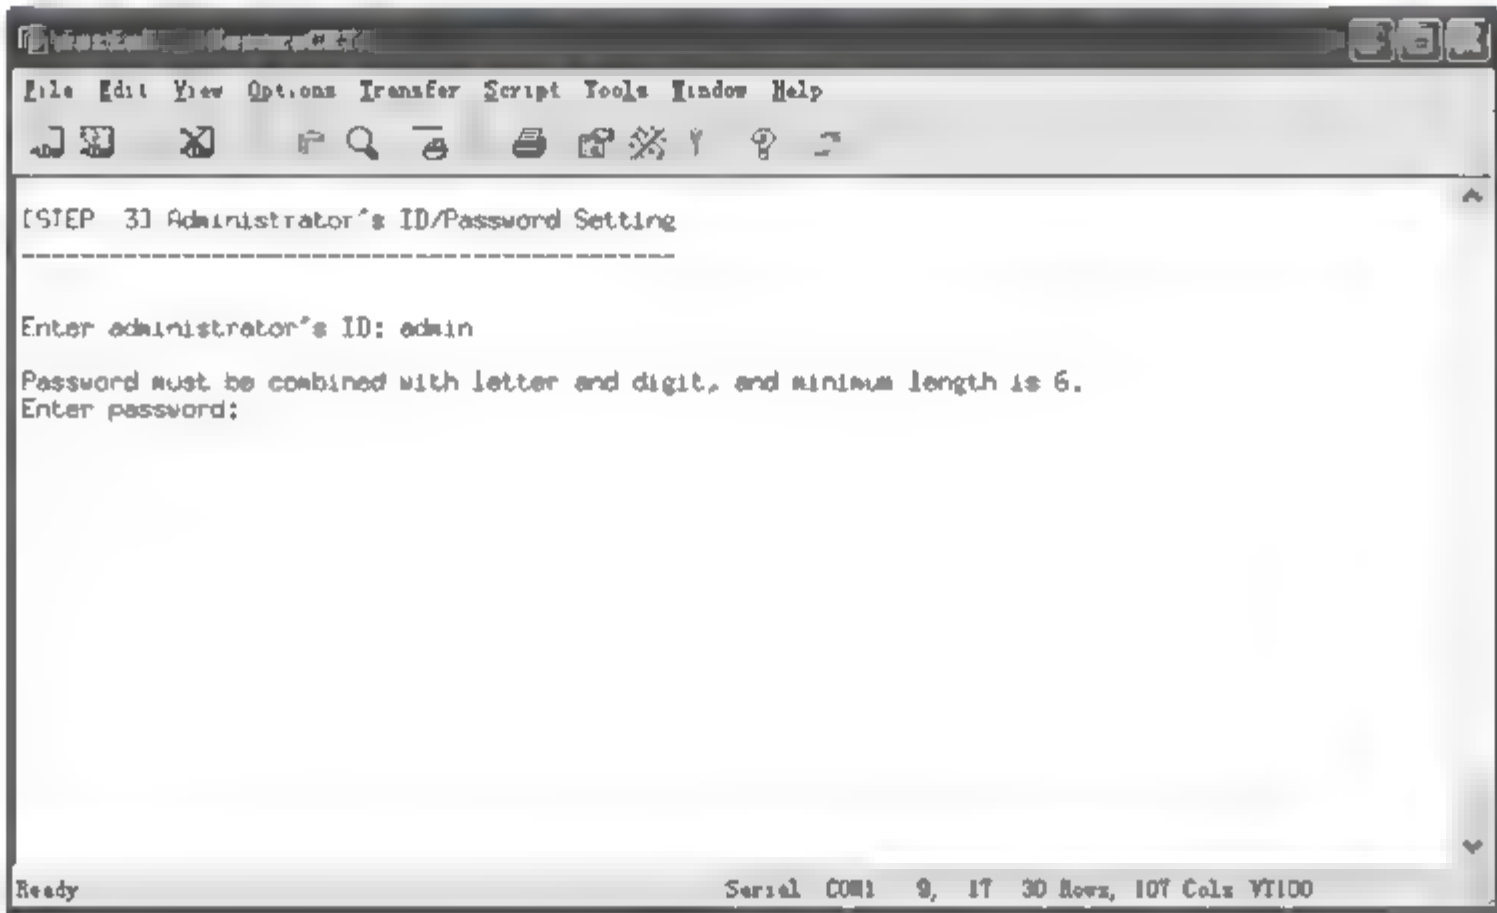 File Edit View Options Transfer Script Tools Window Help
[STEP  3] Administrator's ID/Password Setting
---------------------------------------------
Enter administrator's ID: admin
Password must be combined with letter and digit, and minimum length is 6.
Enter password:
Ready Serial COM1 9, 17 30 Rows, 107 Cols VT100